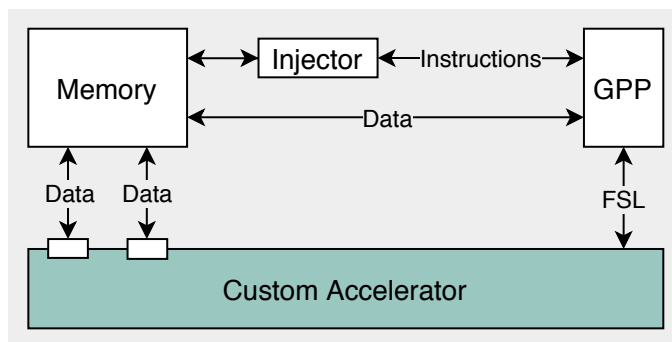 Injector
Instructions
Memory
GPP
Data
Data
Data
FSL
Custom Accelerator